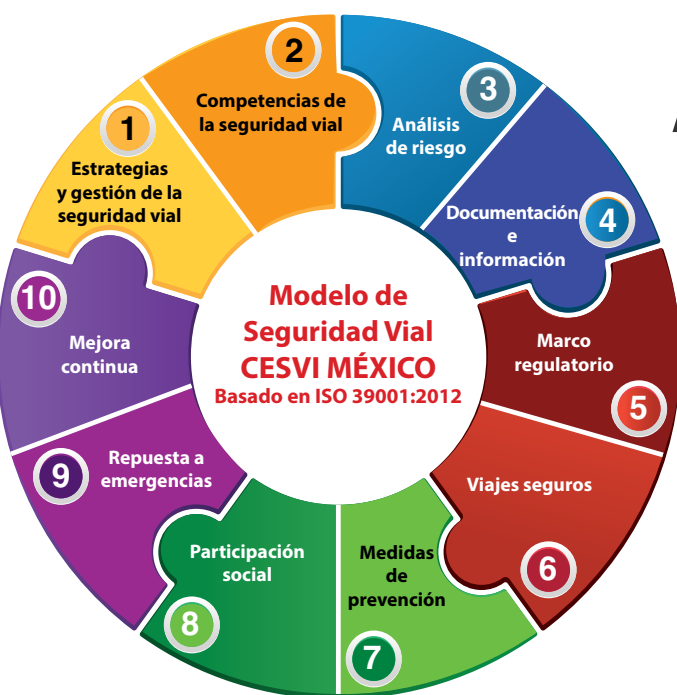 Modelo de
Seguridad Vial
CESVI MÉXICO
Basado en ISO 39001:2012
1
Estrategias
y gestión de la
seguridad vial
2
Competencias de
la seguridad vial
3
Análisis
de riesgo
4
Documentación
e
información
Marco
regulatorio
5
Viajes seguros
6
Medidas
de
prevención
7
Participación
social
8
9
Repuesta a
emergencias
10
Mejora
continua